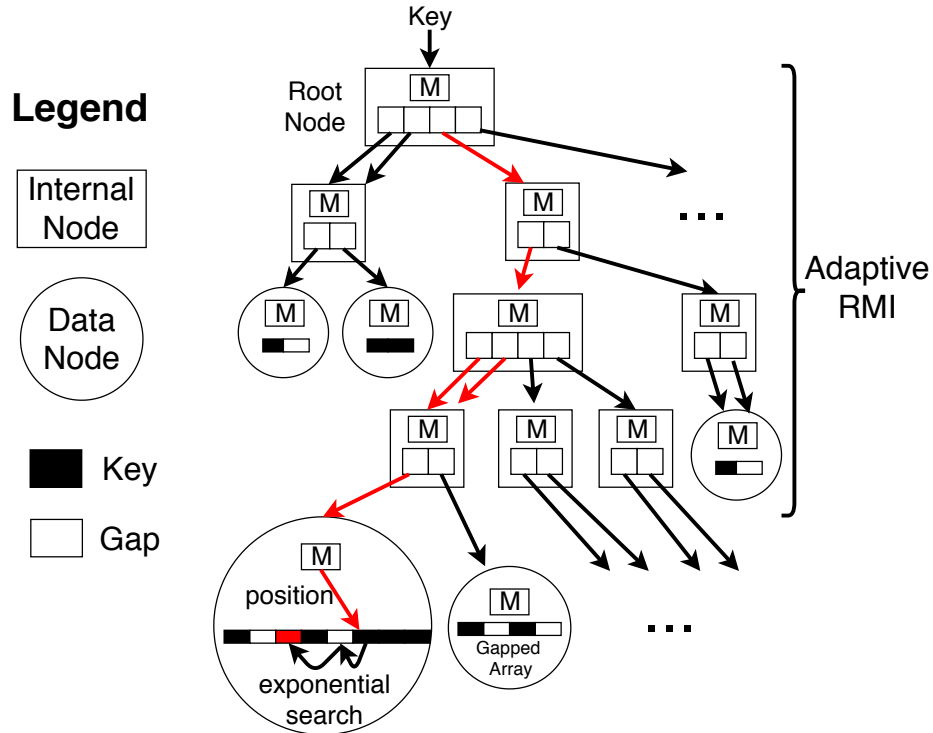 Key
Legend
Root
Node
M
Internal
Node
M
M
...
Adaptive
RMI
Data
Node
M
M
M
M
M
M
M
M
Key
Gap
M
position
exponential
search
M
Gapped
Array
...